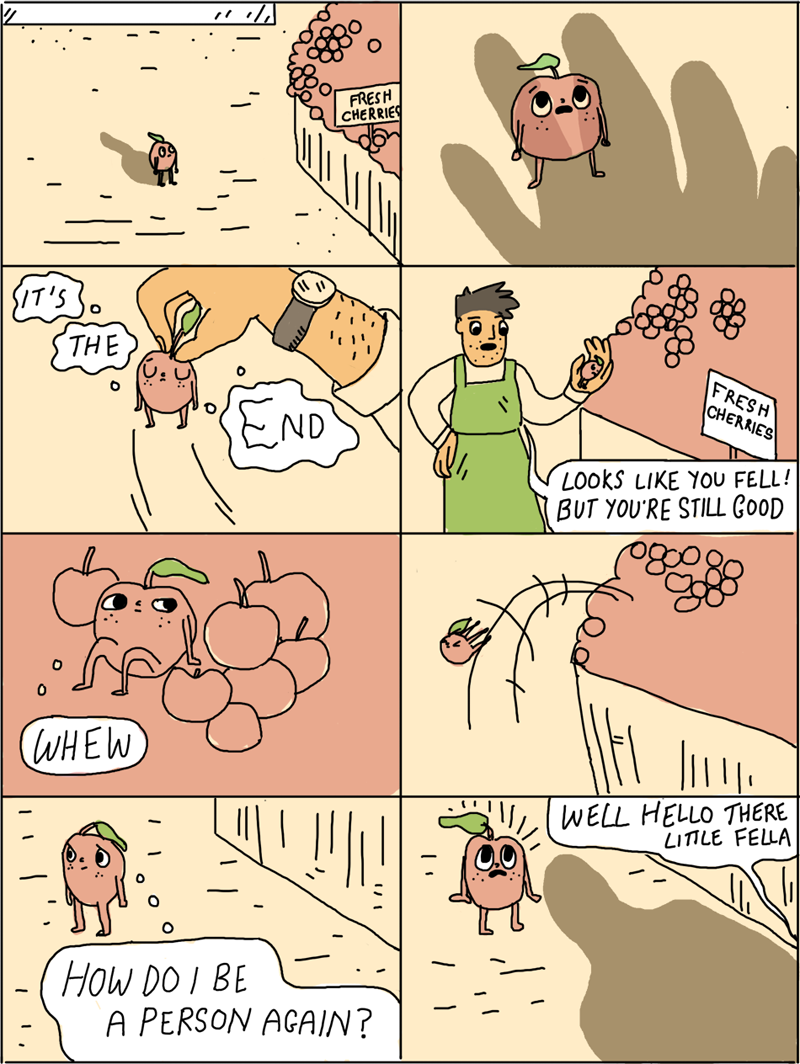 FRESH
CHERRIES
IT'S
THE
END
FRESH
CHERRIES
LOOKS LIKE YOU FELL!
BUT YOU'RE STILL GOOD
WHEW
HOW DO I BE
A PERSON AGAIN?
WELL HELLO THERE
LITTLE FELLA